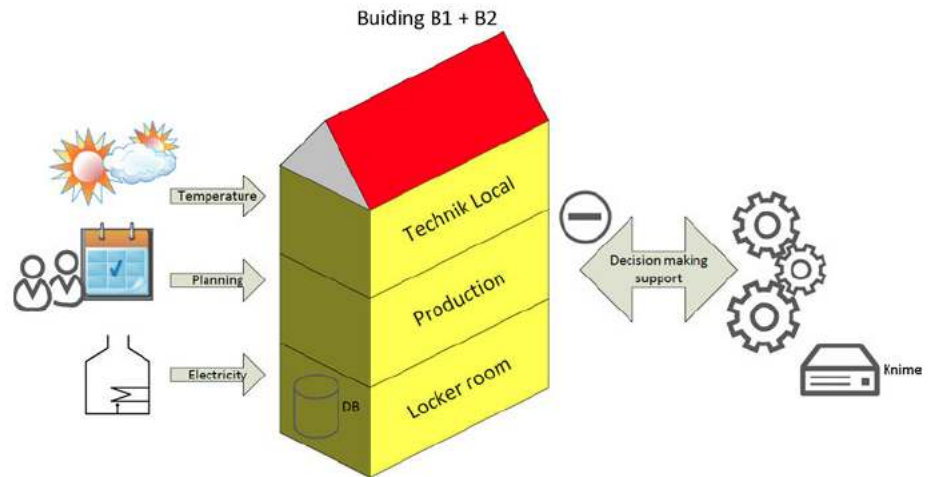 Buiding B1 + B2
Temperature
Technik Local
Planning
Production
Decision making
support
Electricity
DB
Locker room
Knime